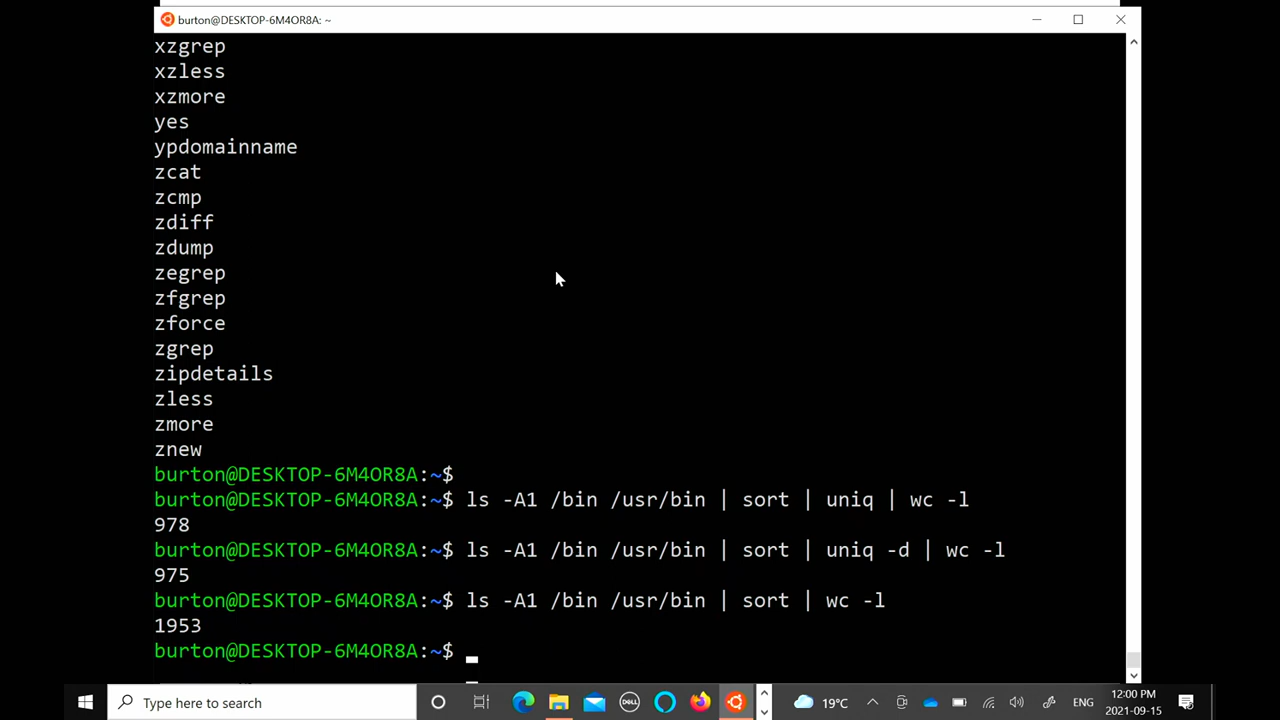 burton@DESKTOP-6M4OR8A: ~
xzgrep
xzless
xzmore
yes
ypdomainname
zcat
zcmp
zdiff
zdump
zegrep
zfgrep
zforce
zgrep
zipdetails
zless
zmore
znew
burton@DESKTOP-6M4OR8A:~$
burton@DESKTOP-6M4OR8A:~$ ls -A1 /bin /usr/bin | sort | uniq | wc -l
978
burton@DESKTOP-6M4OR8A:~$ ls -A1 /bin /usr/bin | sort | uniq -d | wc -l
975
burton@DESKTOP-6M4OR8A:~$ ls -A1 /bin /usr/bin | sort | wc -l
1953
burton@DESKTOP-6M4OR8A:~$
Type here to search
DELL
19°C
ENG
12:00 PM
2021-09-15